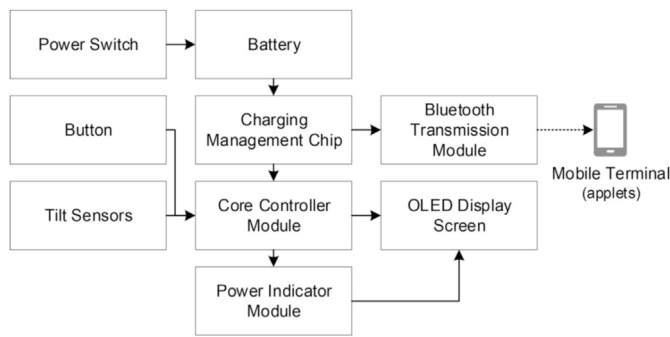 Power Switch
Battery
Button
Charging
Management Chip
Bluetooth
Transmission
Module
Mobile Terminal
(applets)
Tilt Sensors
Core Controller
Module
OLED Display
Screen
Power Indicator
Module